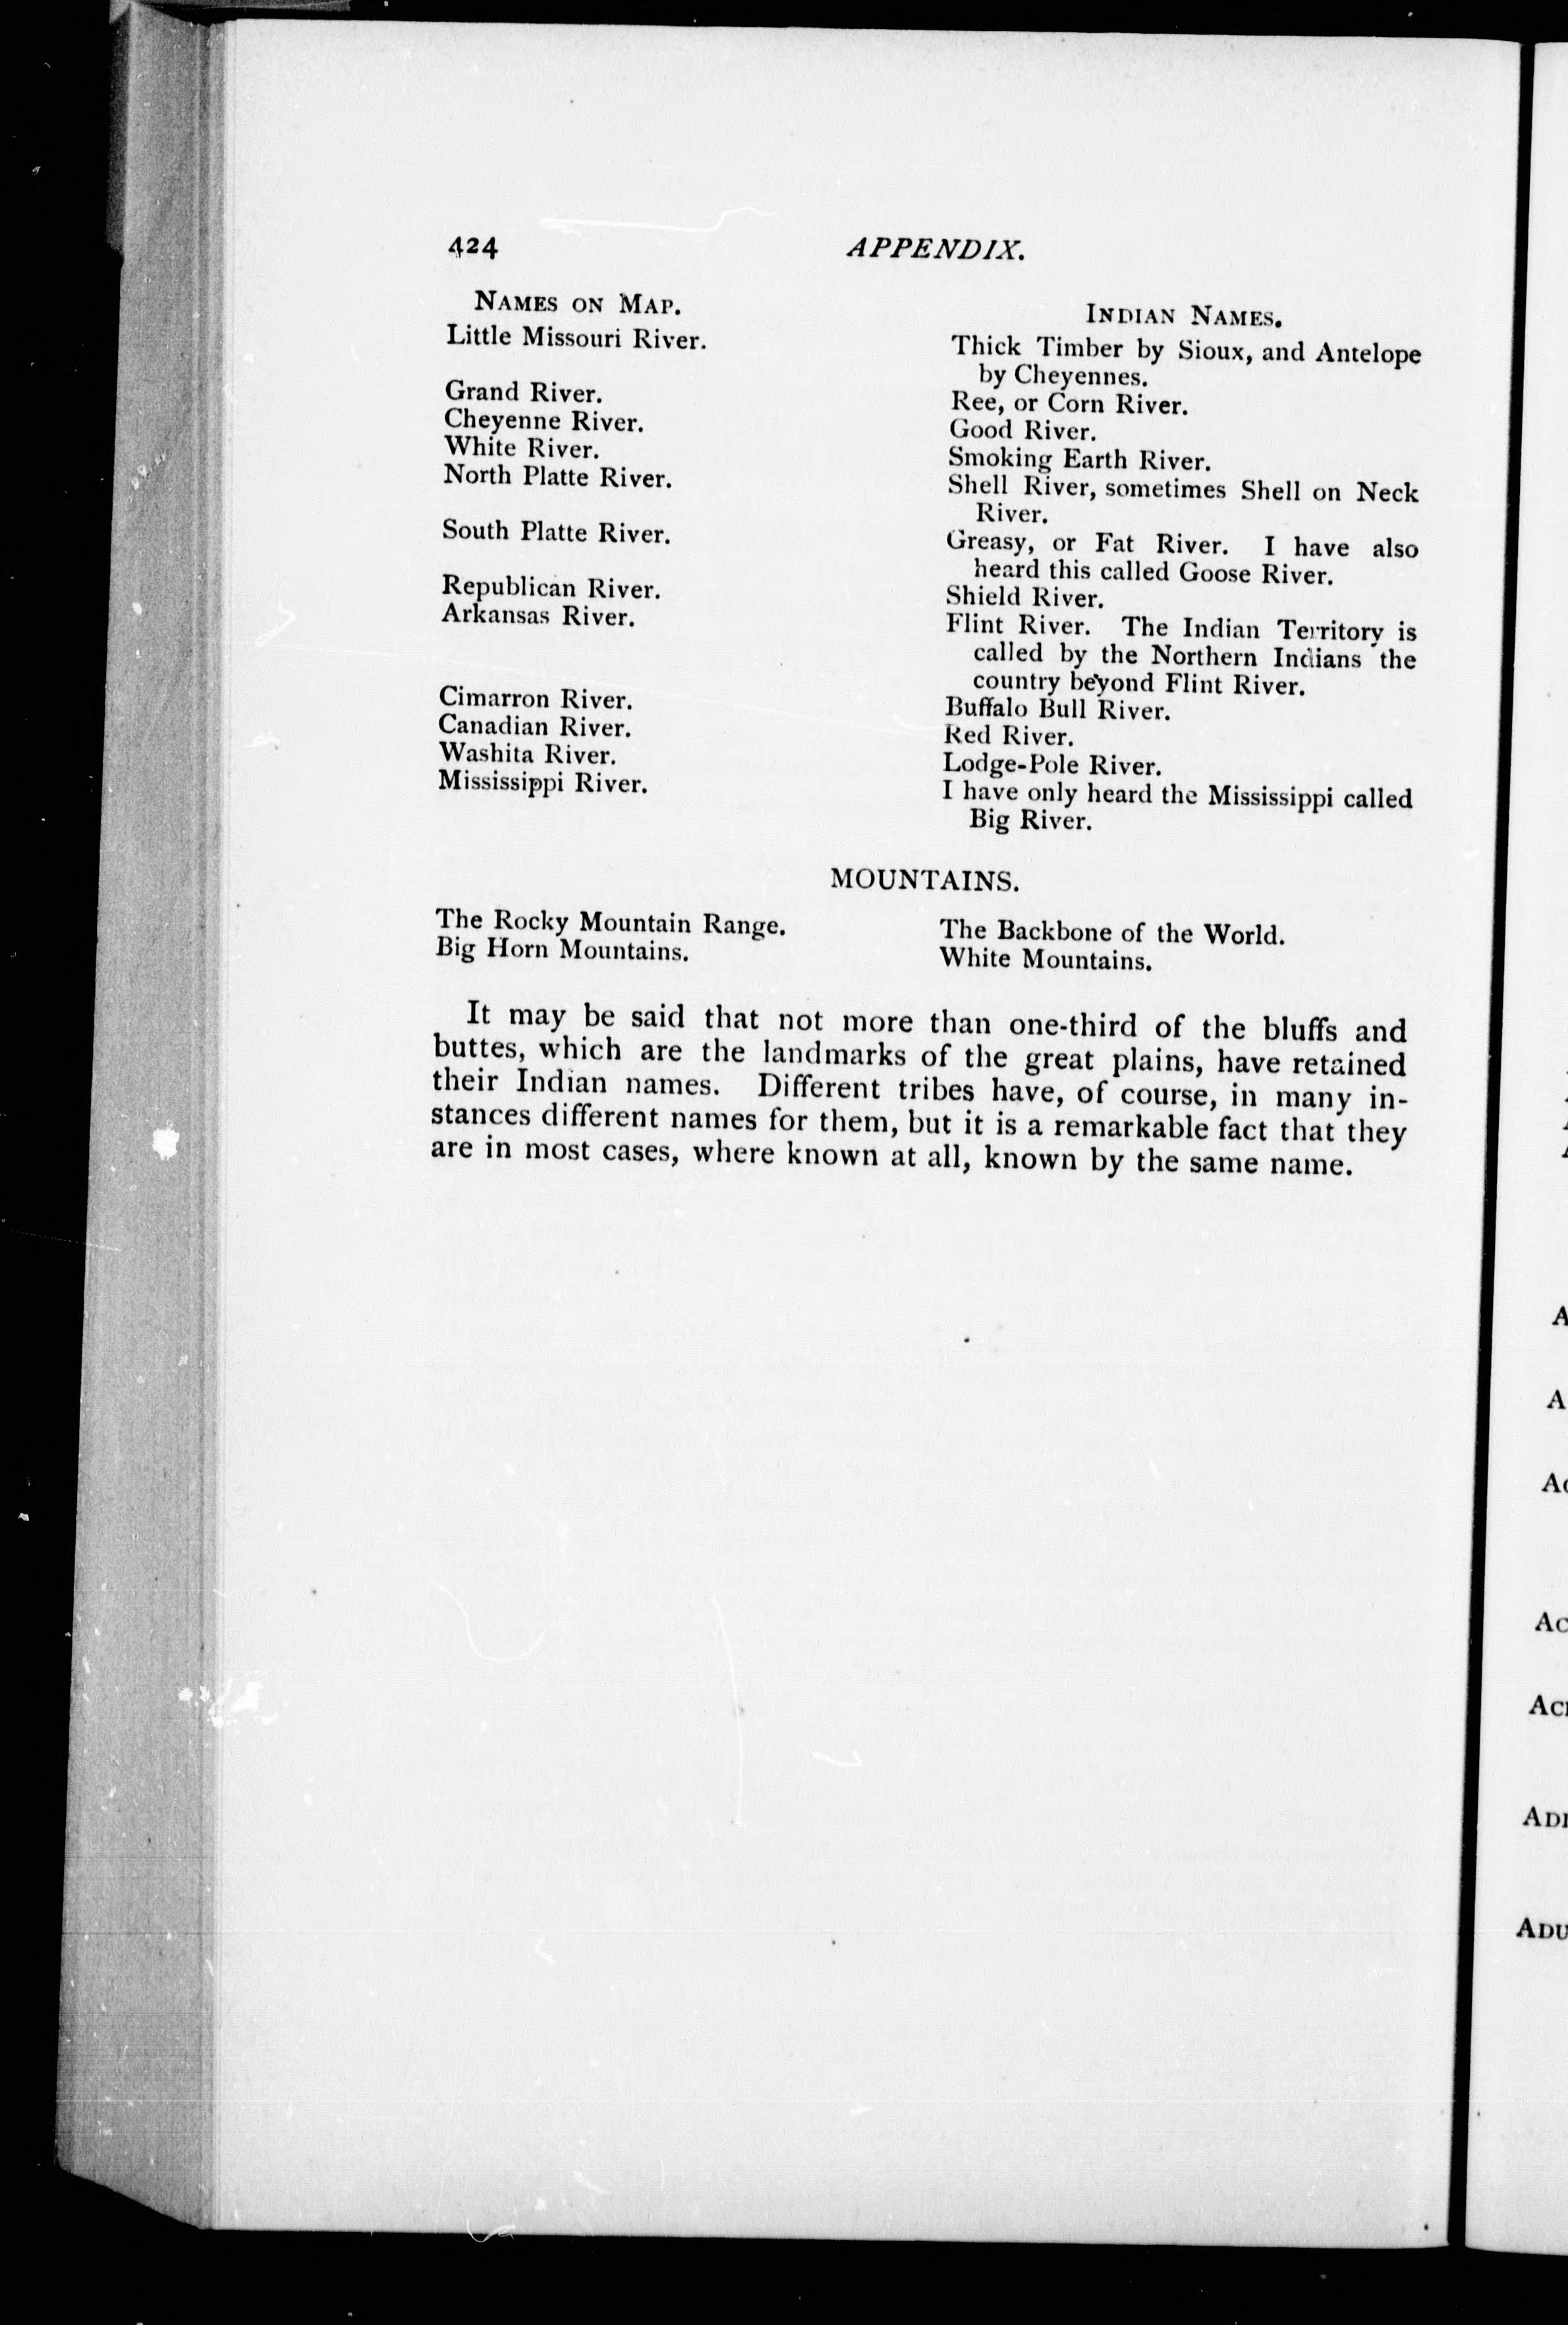 424
APPENDIX.
NAMES ON MAP.
INDIAN NAMES.
Little Missouri River.
Thick Timber by Sioux, and Antelope
by Cheyennes.
Grand River.
Ree, or Corn River.
Cheyenne River.
Good River.
White River.
Smoking Earth River.
North Platte River.
Shell River, sometimes Shell on Neck
River.
South Platte River.
Greasy, or Fat River. I have also
heard this called Goose River.
Republican River.
Shield River.
Arkansas River.
Flint River. The Indian Territory is
called by the Northern Indians the
country beyond Flint River.
Cimarron River.
Buffalo Bull River.
Canadian River.
Red River.
Washita River.
Lodge-Pole River.
Mississippi River.
I have only heard the Mississippi called
Big River.
MOUNTAINS.
The Rocky Mountain Range.
The Backbone of the World.
Big Horn Mountains.
White Mountains.
It may be said that not more than one-third of the bluffs and
buttes, which are the landmarks of the great plains, have retained
their Indian names. Different tribes have, of course, in many in-
stances different names for them, but it is a remarkable fact that they
are in most cases, where known at all, known by the same name.